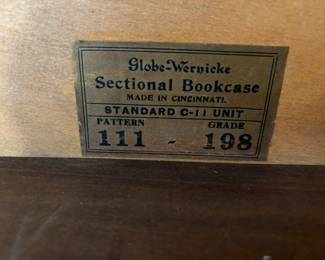 Globe-Wernicke
Sectional Bookcase
MADE IN CINCINNATI.
STANDARD C-11 UNIT
PATTERN GRADE
111 - 198